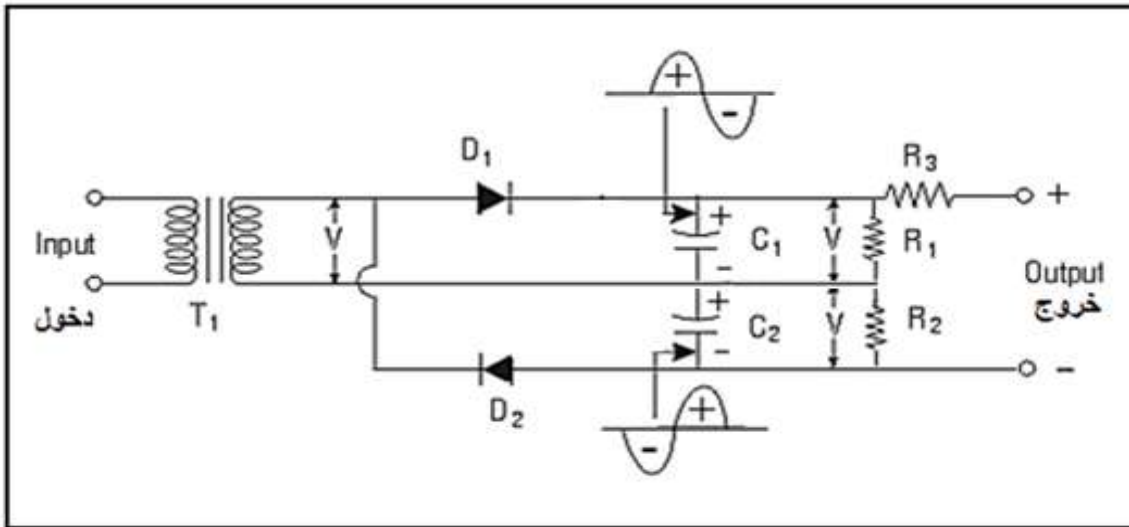 +
-
D1
R3
+
+
V
C1
V
R1
Input
-
Output
دخول
T1
+
خروج
C2
V
R2
-
-
D2
+
-